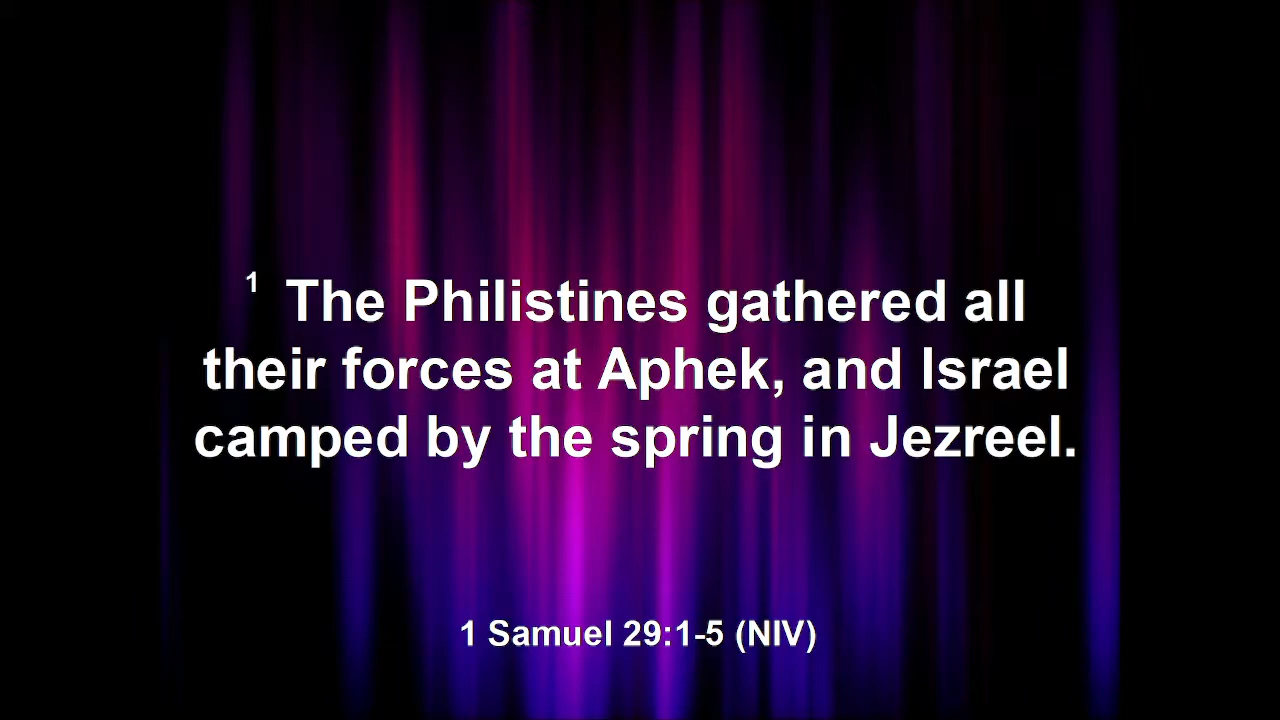 1 The Philistines gathered all
their forces at Aphek, and Israel
camped by the spring in Jezreel.
1 Samuel 29:1-5 (NIV)